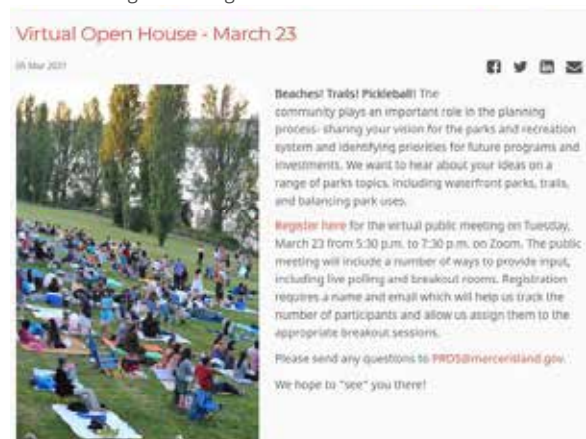 Virtual Open House - March 23
05 Mar 2021
Beaches! Trails! Pickleball! The
community plays an important role in the planning
process- sharing your vision for the parks and recreation
system and identifying priorities for future programs and
investments. We want to hear about your ideas on a
range of parks topics, including waterfront parks, trails,
and balancing park uses.
Register here for the virtual public meeting on Tuesday,
March 23 from 5:30 p.m. to 7:30 p.m. on Zoom. The public
meeting will include a number of ways to provide input,
including live polling and breakout rooms. Registration
requires a name and email which will help us track the
number of participants and allow us assign them to the
appropriate breakout sessions.
Please send any questions to PROS@mercerisland.gov.
We hope to "see" you there!